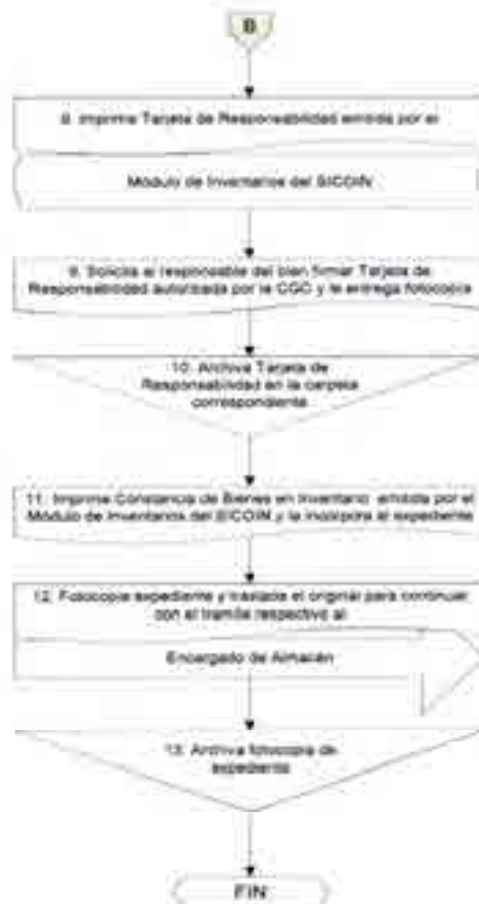 B
8. Imprime Tarjeta de Responsabilidad emitida por el
Módulo de Inventarios del SICOIN
9. Solicita al responsable del bien firmar Tarjeta de
Responsabilidad autorizada por la CGC y le entrega fotocopia
10. Archiva Tarjeta de
Responsabilidad en la carpeta
correspondiente
11. Imprime Constancia de Bienes en Inventario emitida por el
Módulo de Inventarios del SICOIN y la incorpora al expediente
12. Fotocopia expediente y traslada el original para continuar
con el trámite respectivo al
Encargado de Almacén
13. Archiva fotocopia de
expediente
FIN